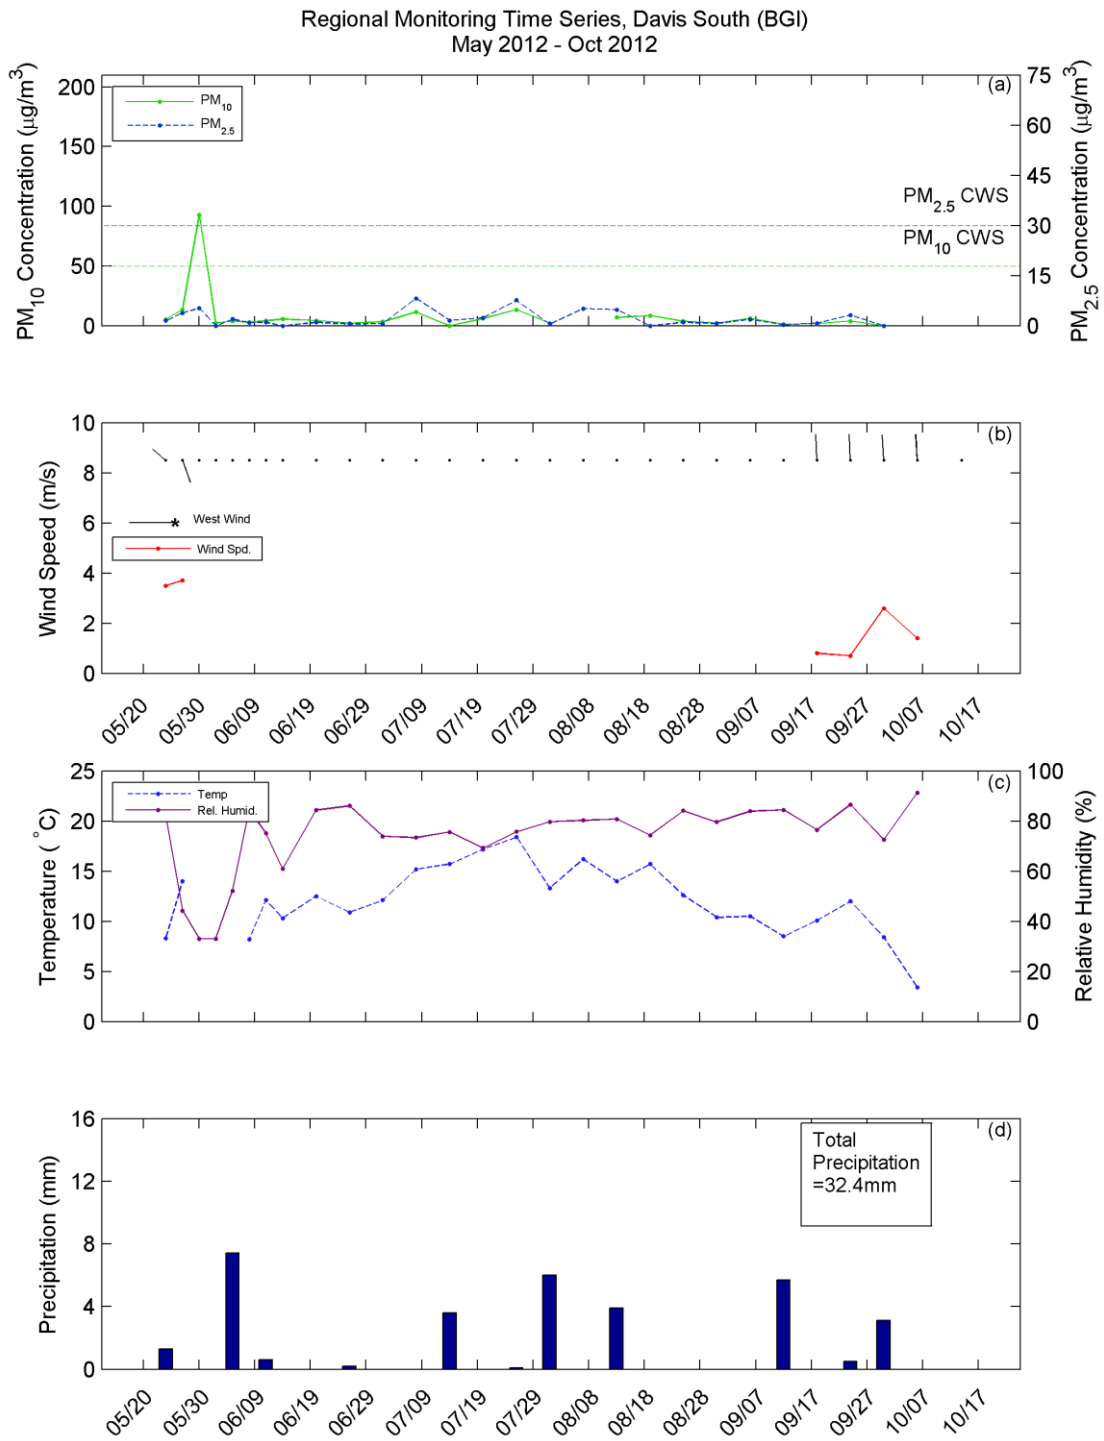 Regional Monitoring Time Series, Davis South (BGI)
May 2012 - Oct 2012
(a)
PM10
PM2.5
PM2.5 CWS
PM10 CWS
200
150
100
50
0
PM10 Concentration (μg/m3)
75
60
45
30
15
0
PM2.5 Concentration (μg/m3)
(b)
West Wind
Wind Spd.
10
8
6
4
2
0
Wind Speed (m/s)
05/20 05/30 06/09 06/19 06/29 07/09 07/19 07/29 08/08 08/18 08/28 09/07 09/17 09/27 10/07 10/17
(c)
Temp
Rel. Humid.
25
20
15
10
5
0
Temperature (°C)
100
80
60
40
20
0
Relative Humidity (%)
(d)
Total
Precipitation
=32.4mm
16
12
8
4
0
Precipitation (mm)
05/20 05/30 06/09 06/19 06/29 07/09 07/19 07/29 08/08 08/18 08/28 09/07 09/17 09/27 10/07 10/17